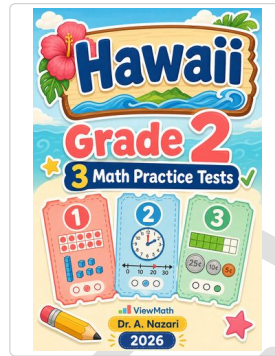 Hawaii
Grade 2
3 Math Practice Tests
1 2 3
0 10 20 30
25¢ 10¢ 5¢
ViewMath
Dr. A. Nazari
2026